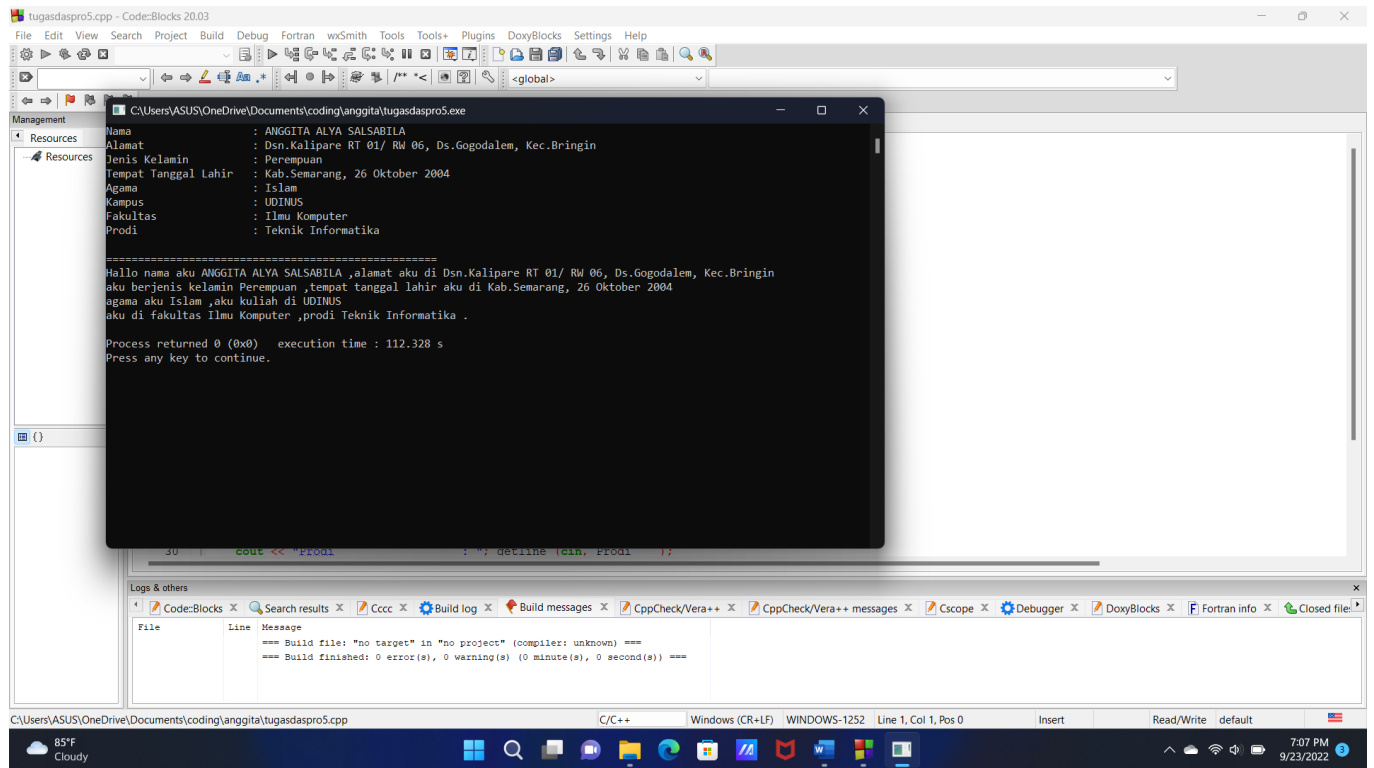 tugasdaspro5.cpp - Code::Blocks 20.03
File Edit View Search Project Build Debug Fortran wxSmith Tools Tools+ Plugins DoxyBlocks Settings Help
/** *<
<global>
C:\Users\ASUS\OneDrive\Documents\coding\anggita\tugasdaspro5.exe
Management
Resources
Resources
Nama : ANGGITA ALYA SALSABILA
Alamat : Dsn.Kalipare RT 01/ RW 06, Ds.Gogodalem, Kec.Bringin
Jenis Kelamin : Perempuan
Tempat Tanggal Lahir : Kab.Semarang, 26 Oktober 2004
Agama : Islam
Kampus : UDINUS
Fakultas : Ilmu Komputer
Prodi : Teknik Informatika
====================================================
Hallo nama aku ANGGITA ALYA SALSABILA ,alamat aku di Dsn.Kalipare RT 01/ RW 06, Ds.Gogodalem, Kec.Bringin
aku berjenis kelamin Perempuan ,tempat tanggal lahir aku di Kab.Semarang, 26 Oktober 2004
agama aku Islam ,aku kuliah di UDINUS
aku di fakultas Ilmu Komputer ,prodi Teknik Informatika .
Process returned 0 (0x0) execution time : 112.328 s
Press any key to continue.
{}
30 cout << "Prodi : "; getline (cin, Prodi );
Logs & others
Code::Blocks Search results Cccc Build log Build messages CppCheck/Vera++ CppCheck/Vera++ messages Cscope Debugger DoxyBlocks Fortran info Closed file
File Line Message
=== Build file: "no target" in "no project" (compiler: unknown) ===
=== Build finished: 0 error(s), 0 warning(s) (0 minute(s), 0 second(s)) ===
C:\Users\ASUS\OneDrive\Documents\coding\anggita\tugasdaspro5.cpp C/C++ Windows (CR+LF) WINDOWS-1252 Line 1, Col 1, Pos 0 Insert Read/Write default
85°F
Cloudy
7:07 PM
9/23/2022
3